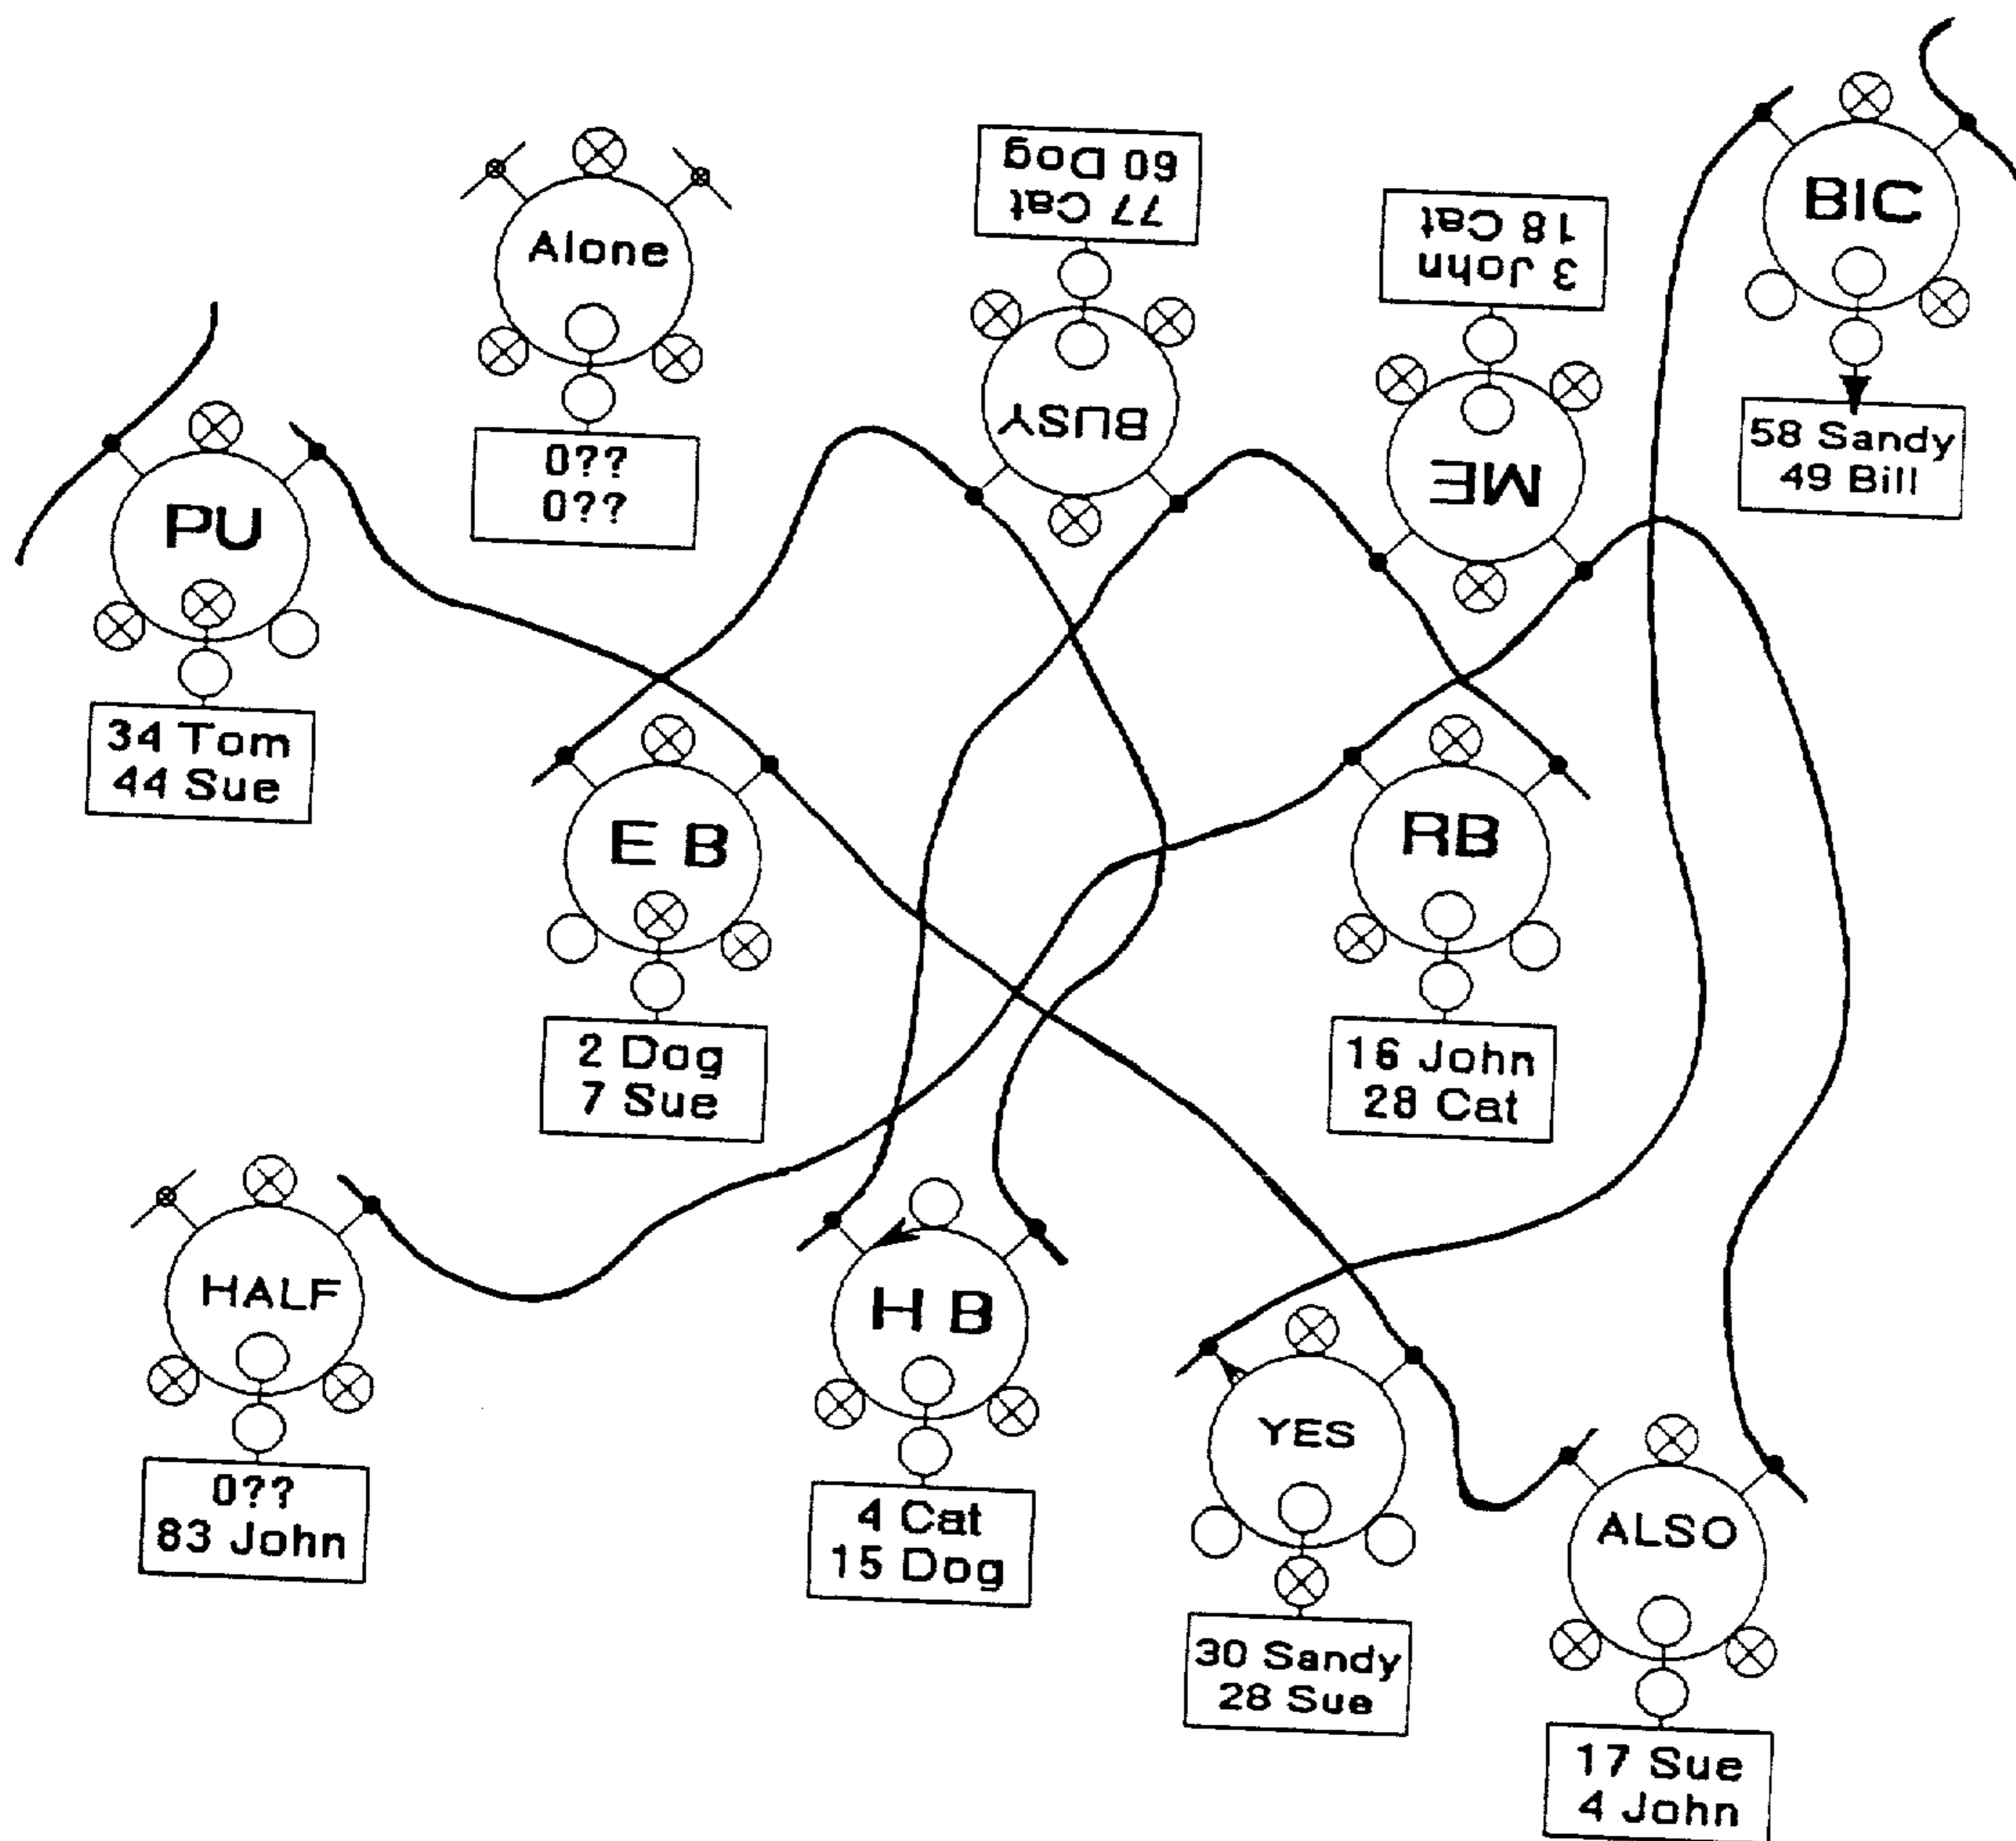 BIC
58 Sandy
49 Bill
Alone
0??
0??
77 Cat
60 Dog
BUSY
3 John
18 Cat
ME
PU
34 Tom
44 Sue
E B
2 Dog
7 Sue
RB
16 John
28 Cat
HALF
0??
83 John
H B
4 Cat
15 Dog
YES
30 Sandy
28 Sue
ALSO
17 Sue
4 John